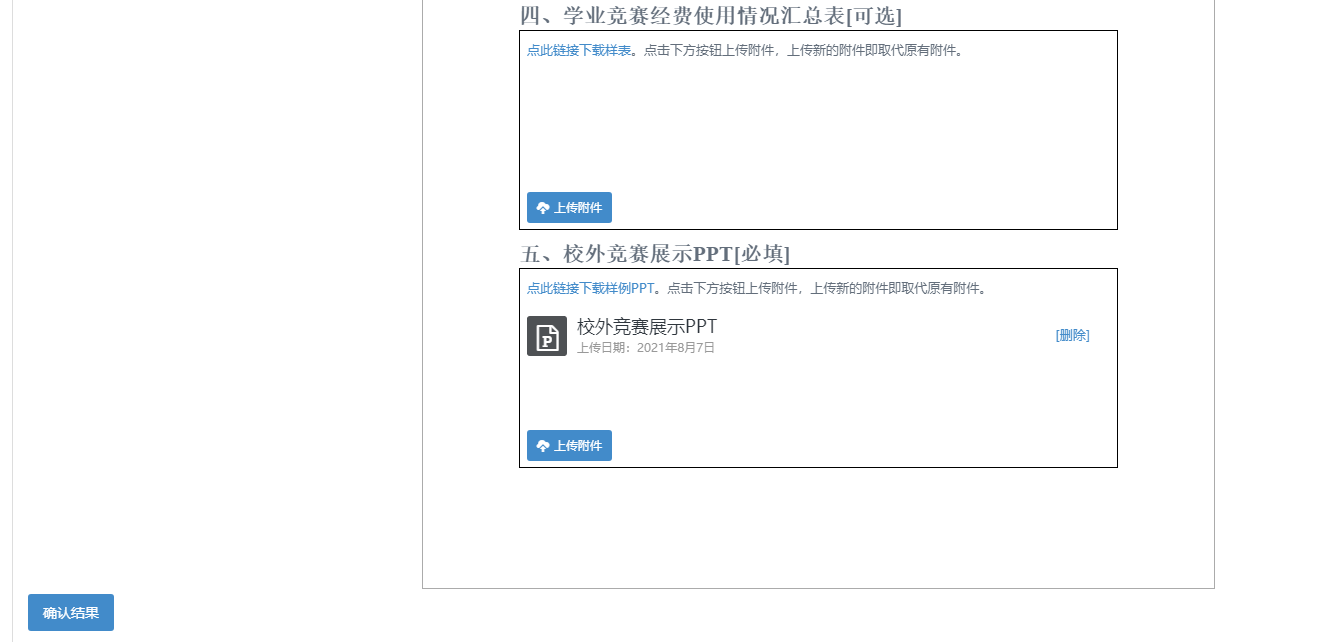 四、学业竞赛经费使用情况汇总表[可选]
点此链接下载样表。点击下方按钮上传附件，上传新的附件即取代原有附件。
上传附件
五、校外竞赛展示PPT[必填]
点此链接下载样例PPT。点击下方按钮上传附件，上传新的附件即取代原有附件。
P
校外竞赛展示PPT
[删除]
上传日期：2021年8月7日
上传附件
确认结果